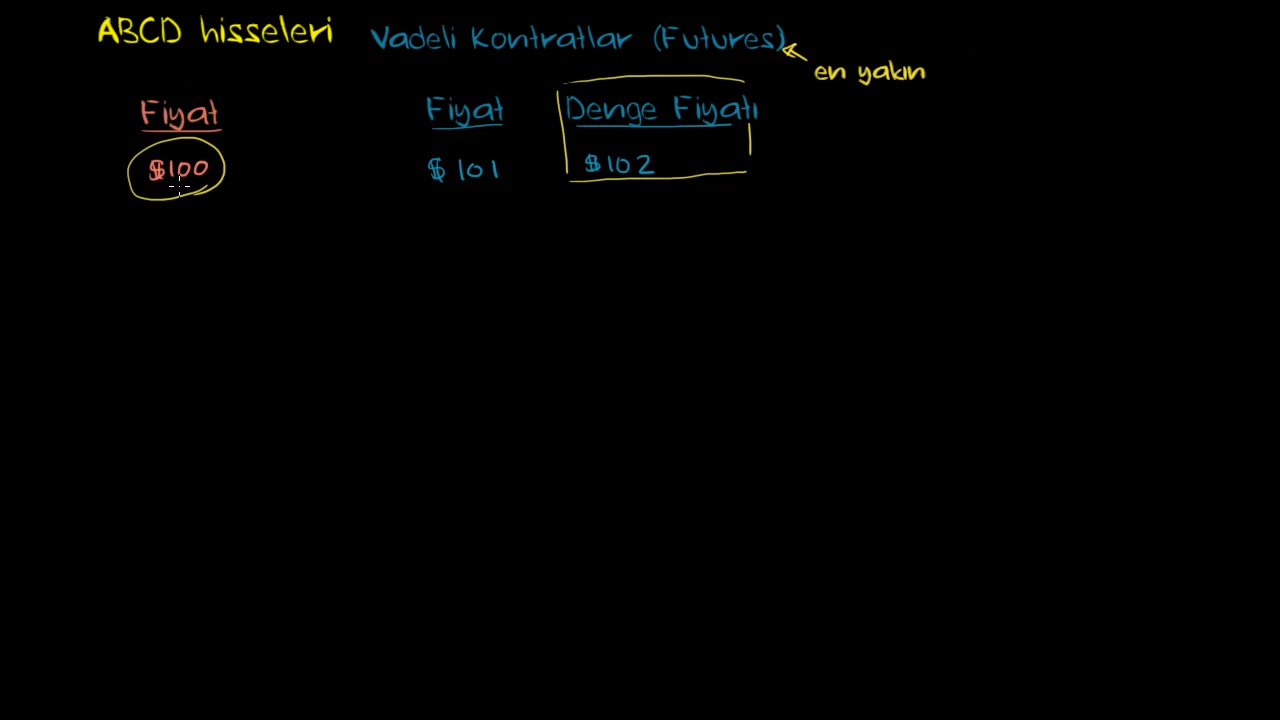 ABCD hisseleri Vadeli Kontratlar (Futures)
en yakın
Fiyat Fiyat Denge Fiyatı
$100 $101 $102